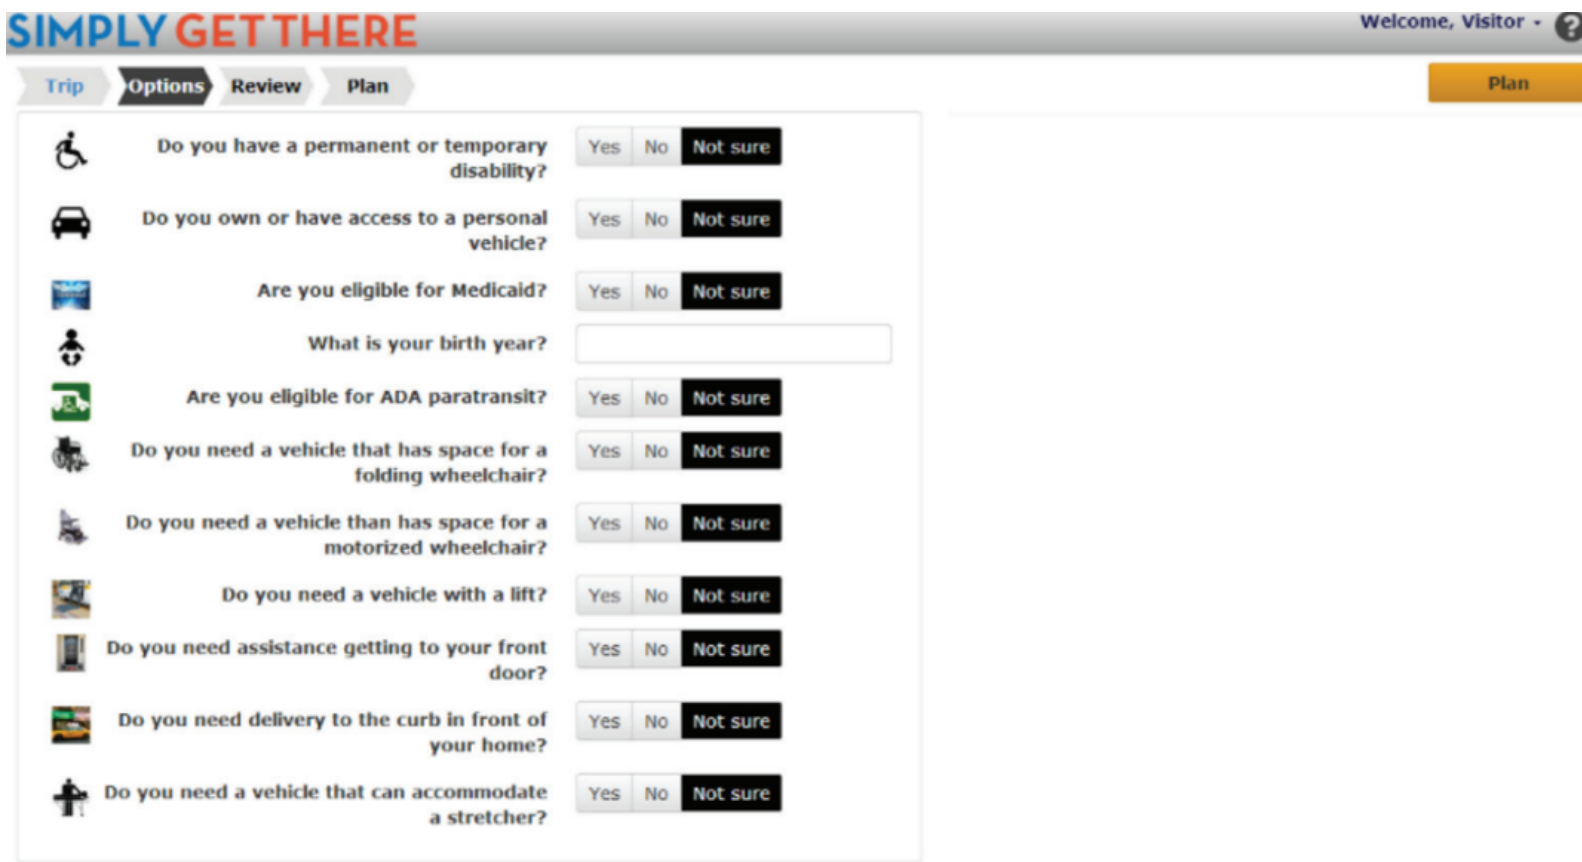 SIMPLY GET THERE
Welcome, Visitor
?
Trip Options Review Plan
Plan
Do you have a permanent or temporary
disability?
Yes No Not sure
Do you own or have access to a personal
vehicle?
Yes No Not sure
Are you eligible for Medicaid?
Yes No Not sure
What is your birth year?
Are you eligible for ADA paratransit?
Yes No Not sure
Do you need a vehicle that has space for a
folding wheelchair?
Yes No Not sure
Do you need a vehicle than has space for a
motorized wheelchair?
Yes No Not sure
Do you need a vehicle with a lift?
Yes No Not sure
Do you need assistance getting to your front
door?
Yes No Not sure
Do you need delivery to the curb in front of
your home?
Yes No Not sure
Do you need a vehicle that can accommodate
a stretcher?
Yes No Not sure